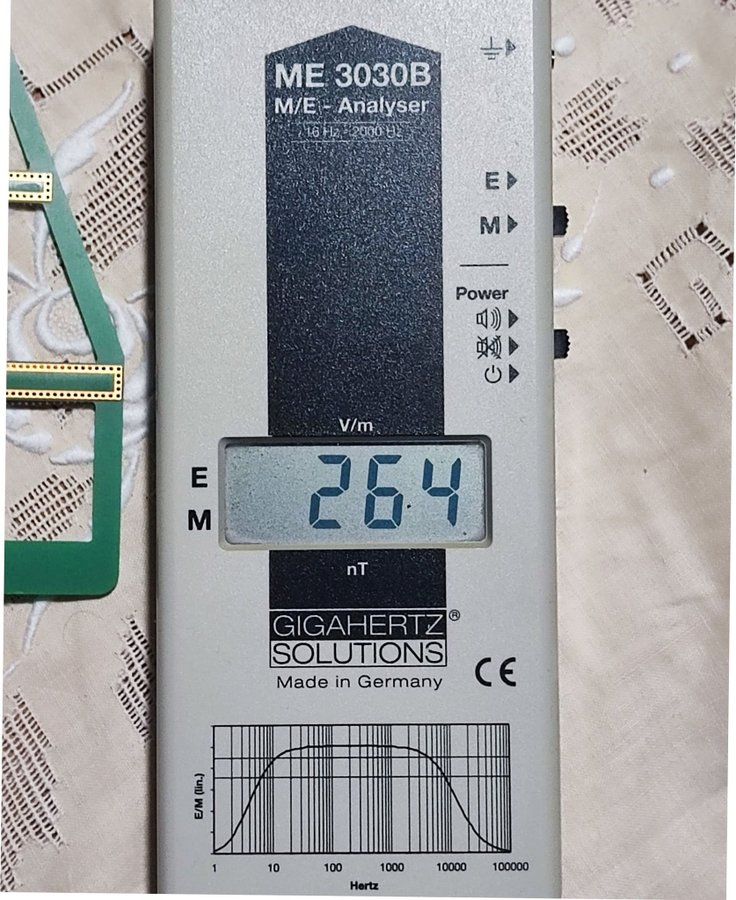 ME 3030B
M/E - Analyser
16 Hz - 2000 Hz
E
M
Power
V/m
E
M
264
nT
GIGAHERTZ®
SOLUTIONS
Made in Germany
CE
E/M (lin.)
1 10 100 1000 10000 100000
Hertz